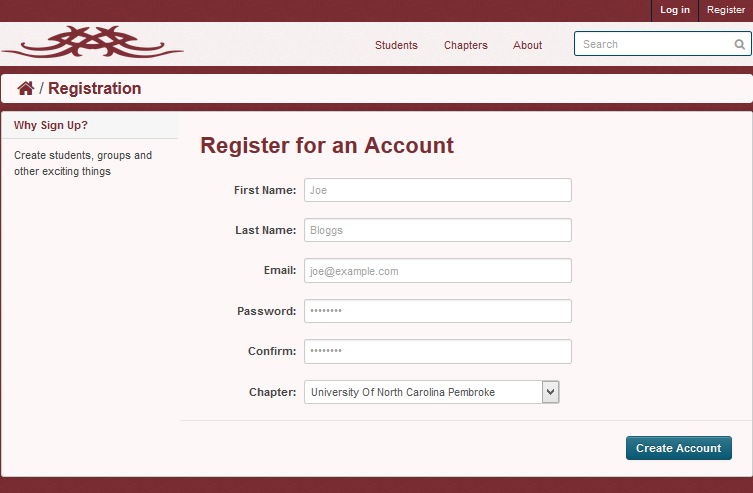 Log in Register
Students Chapters About Search
/ Registration
Why Sign Up?
Create students, groups and
other exciting things
Register for an Account
First Name: Joe
Last Name: Bloggs
Email: joe@example.com
Password: ••••••••
Confirm: ••••••••
Chapter: University Of North Carolina Pembroke
Create Account